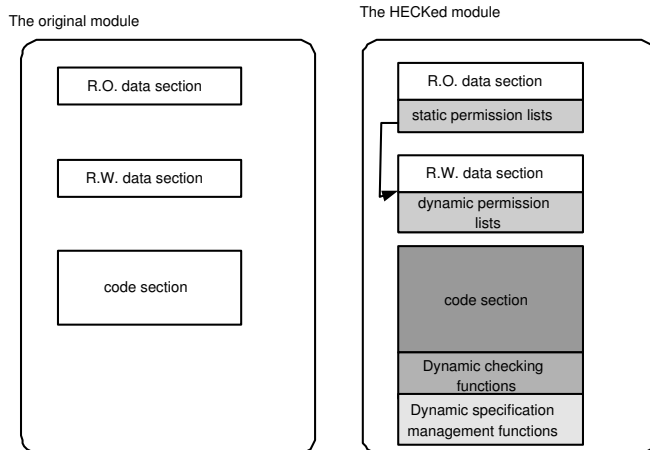 The original module
R.O. data section
R.W. data section
code section
The HECKed module
R.O. data section
static permission lists
R.W. data section
dynamic permission
lists
code section
Dynamic checking
functions
Dynamic specification
management functions